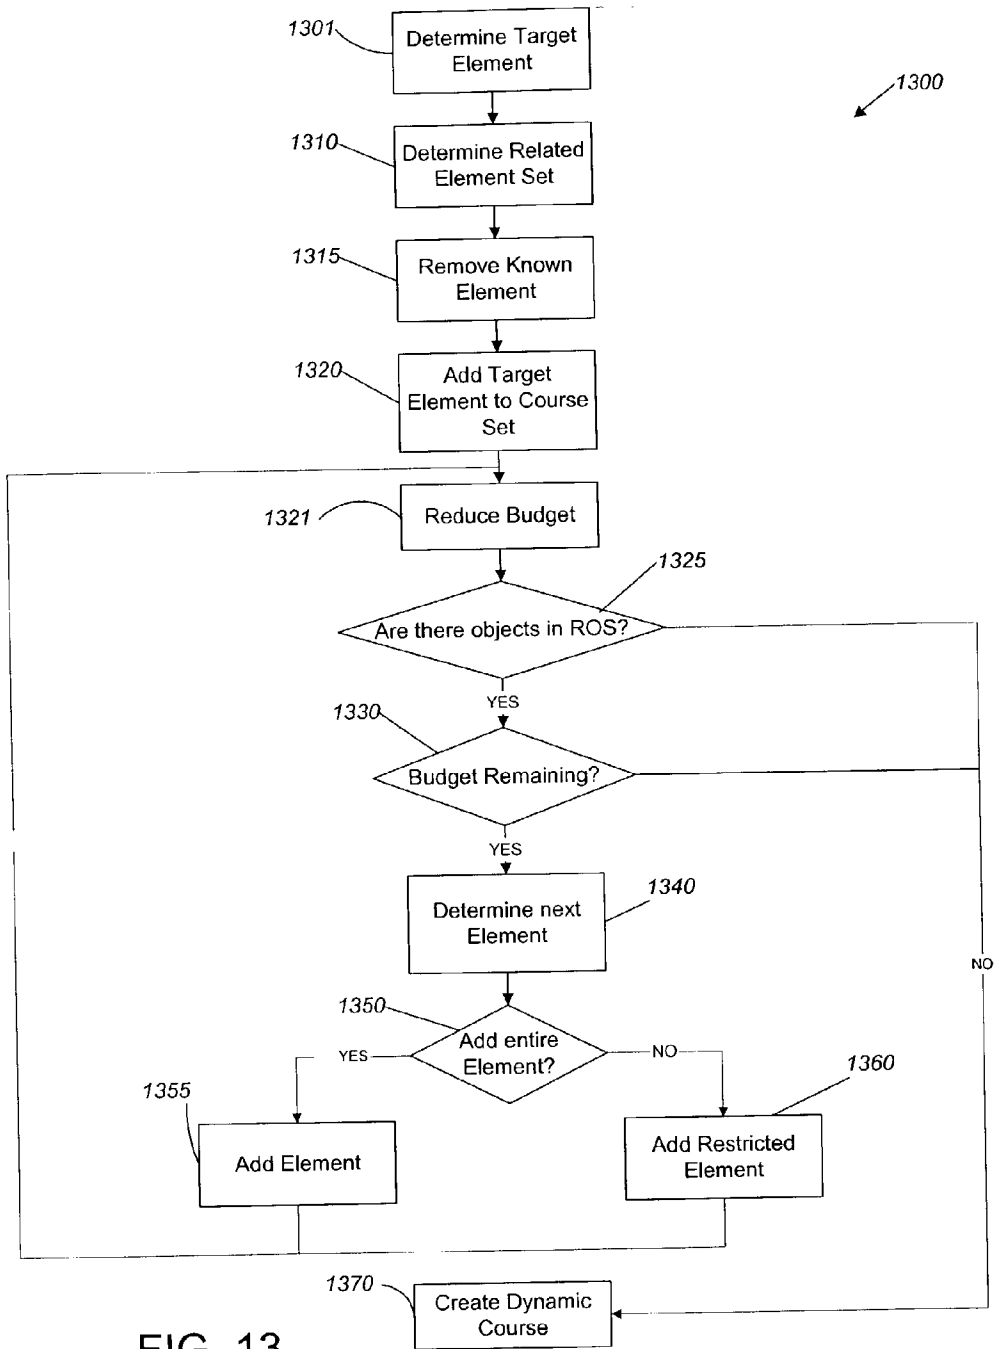 1301
Determine Target
Element
1300
1310
Determine Related
Element Set
1315
Remove Known
Element
1320
Add Target
Element to Course
Set
1321
Reduce Budget
1325
Are there objects in ROS?
YES
1330
Budget Remaining?
YES
1340
Determine next
Element
NO
1350
Add entire
Element?
YES
NO
1355
1360
Add Element
Add Restricted
Element
1370
Create Dynamic
Course
FIG. 13